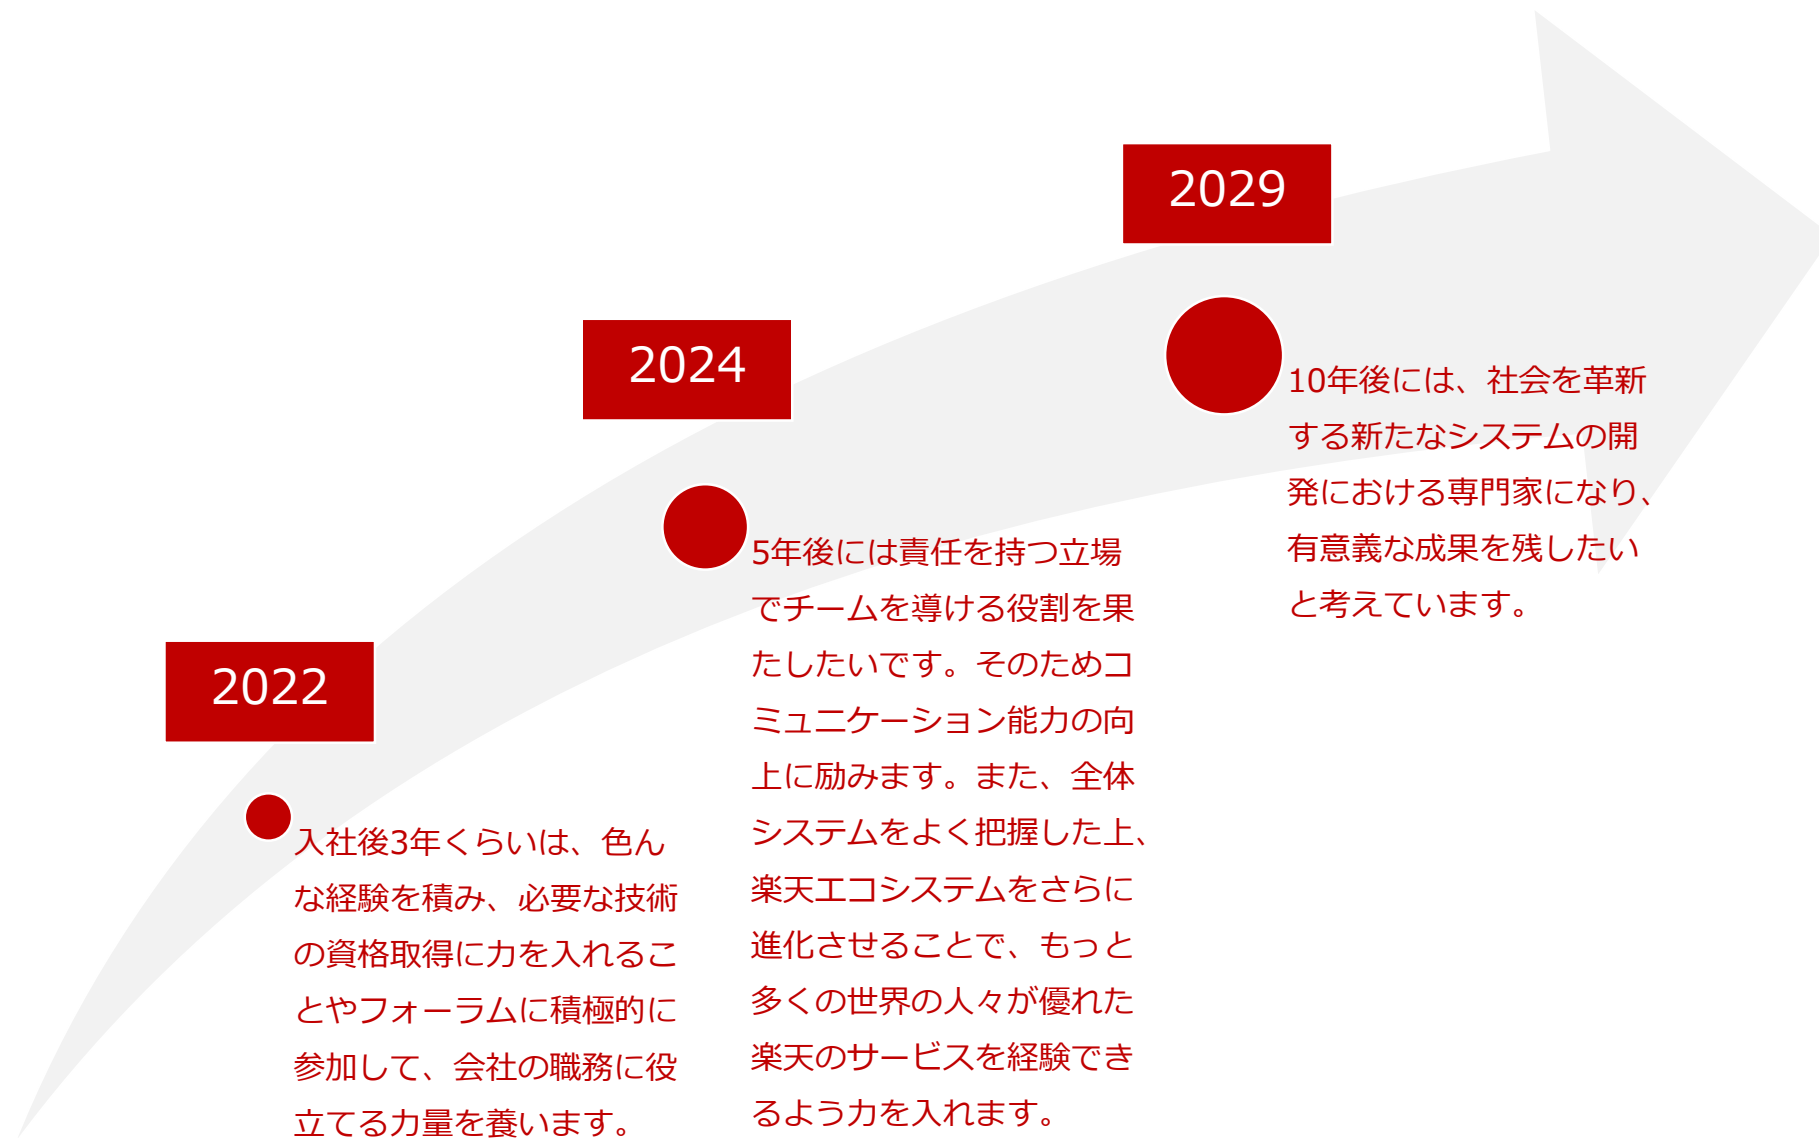 2022
入社後3年くらいは、色ん
な経験を積み、必要な技術
の資格取得に力を入れるこ
とやフォーラムに積極的に
参加して、会社の職務に役
立てる力量を養います。
2024
5年後には責任を持つ立場
でチームを導ける役割を果
たしたいです。そのためコ
ミュニケーション能力の向
上に励みます。また、全体
システムをよく把握した上、
楽天エコシステムをさらに
進化させることで、もっと
多くの世界の人々が優れた
楽天のサービスを経験でき
るよう力を入れます。
2029
10年後には、社会を革新
する新たなシステムの開
発における専門家になり、
有意義な成果を残したい
と考えています。